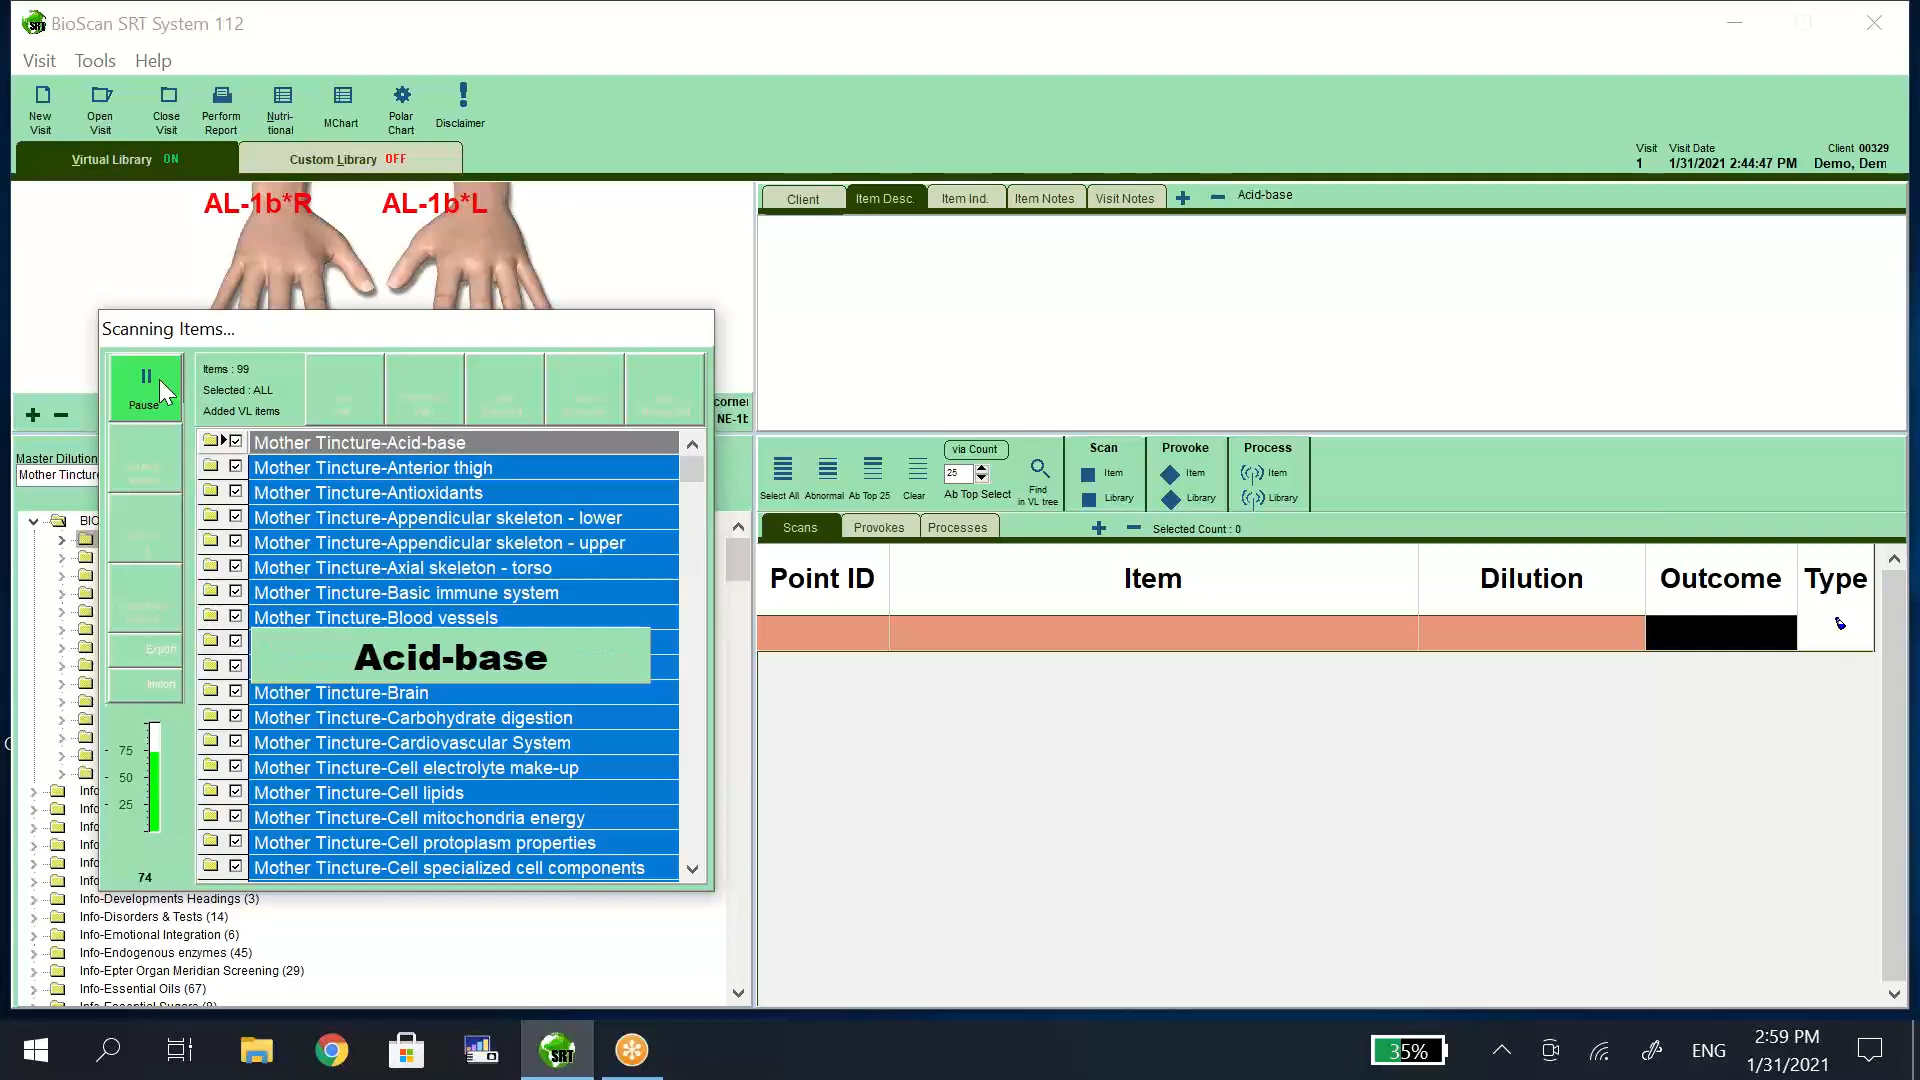 BioScan SRT System 112
Visit Tools Help
New Visit
Open Visit
Close Visit
Perform Report
Nutri-tional
MChart
Polar Chart
Disclaimer
Virtual Library ON
Custom Library OFF
Visit Visit Date Client 00329
1 1/31/2021 2:44:47 PM Demo, Dem
AL-1b*R AL-1b*L
Client Item Desc. Item Ind. Item Notes Visit Notes Acid-base
Scanning Items...
Pause
Items : 99
Selected : ALL
Added VL items
corner
NE-1b
Master Dilution
Mother Tincture
Export
Import
75
50
25
74
Mother Tincture-Acid-base
Mother Tincture-Anterior thigh
Mother Tincture-Antioxidants
Mother Tincture-Appendicular skeleton - lower
Mother Tincture-Appendicular skeleton - upper
Mother Tincture-Axial skeleton - torso
Mother Tincture-Basic immune system
Mother Tincture-Blood vessels
Acid-base
Mother Tincture-Brain
Mother Tincture-Carbohydrate digestion
Mother Tincture-Cardiovascular System
Mother Tincture-Cell electrolyte make-up
Mother Tincture-Cell lipids
Mother Tincture-Cell mitochondria energy
Mother Tincture-Cell protoplasm properties
Mother Tincture-Cell specialized cell components
BIO
Info
Info
Info
Info
Info
Info
Info-Developments Headings (3)
Info-Disorders & Tests (14)
Info-Emotional Integration (6)
Info-Endogenous enzymes (45)
Info-Epter Organ Meridian Screening (29)
Info-Essential Oils (67)
Info-Essential Sugars (8)
Select All
Abnormal
Ab Top 25
Clear
via Count
25
Ab Top Select
Find
in VL tree
Scan
Item
Library
Provoke
Item
Library
Process
Item
Library
Scans Provokes Processes Selected Count : 0
Point ID Item Dilution Outcome Type
SRT
35%
ENG
2:59 PM
1/31/2021